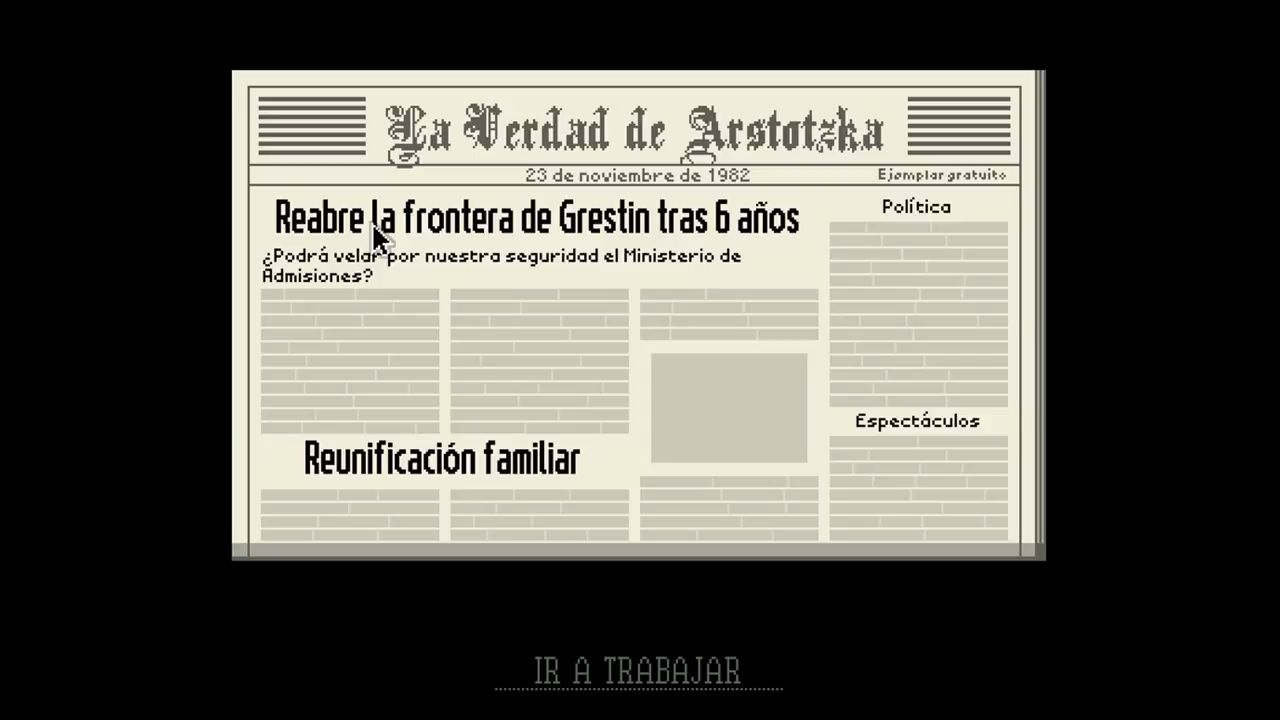 La Verdad de Arstotzka
23 de noviembre de 1982
Ejemplar gratuito
Reabre la frontera de Grestin tras 6 años
¿Podrá velar por nuestra seguridad el Ministerio de
Admisiones?
Política
Espectáculos
Reunificación familiar
IR A TRABAJAR